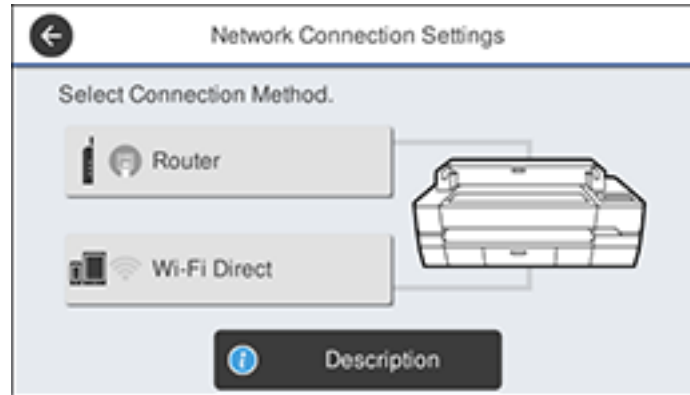 Network Connection Settings
Select Connection Method.
Router
Wi-Fi Direct
Description